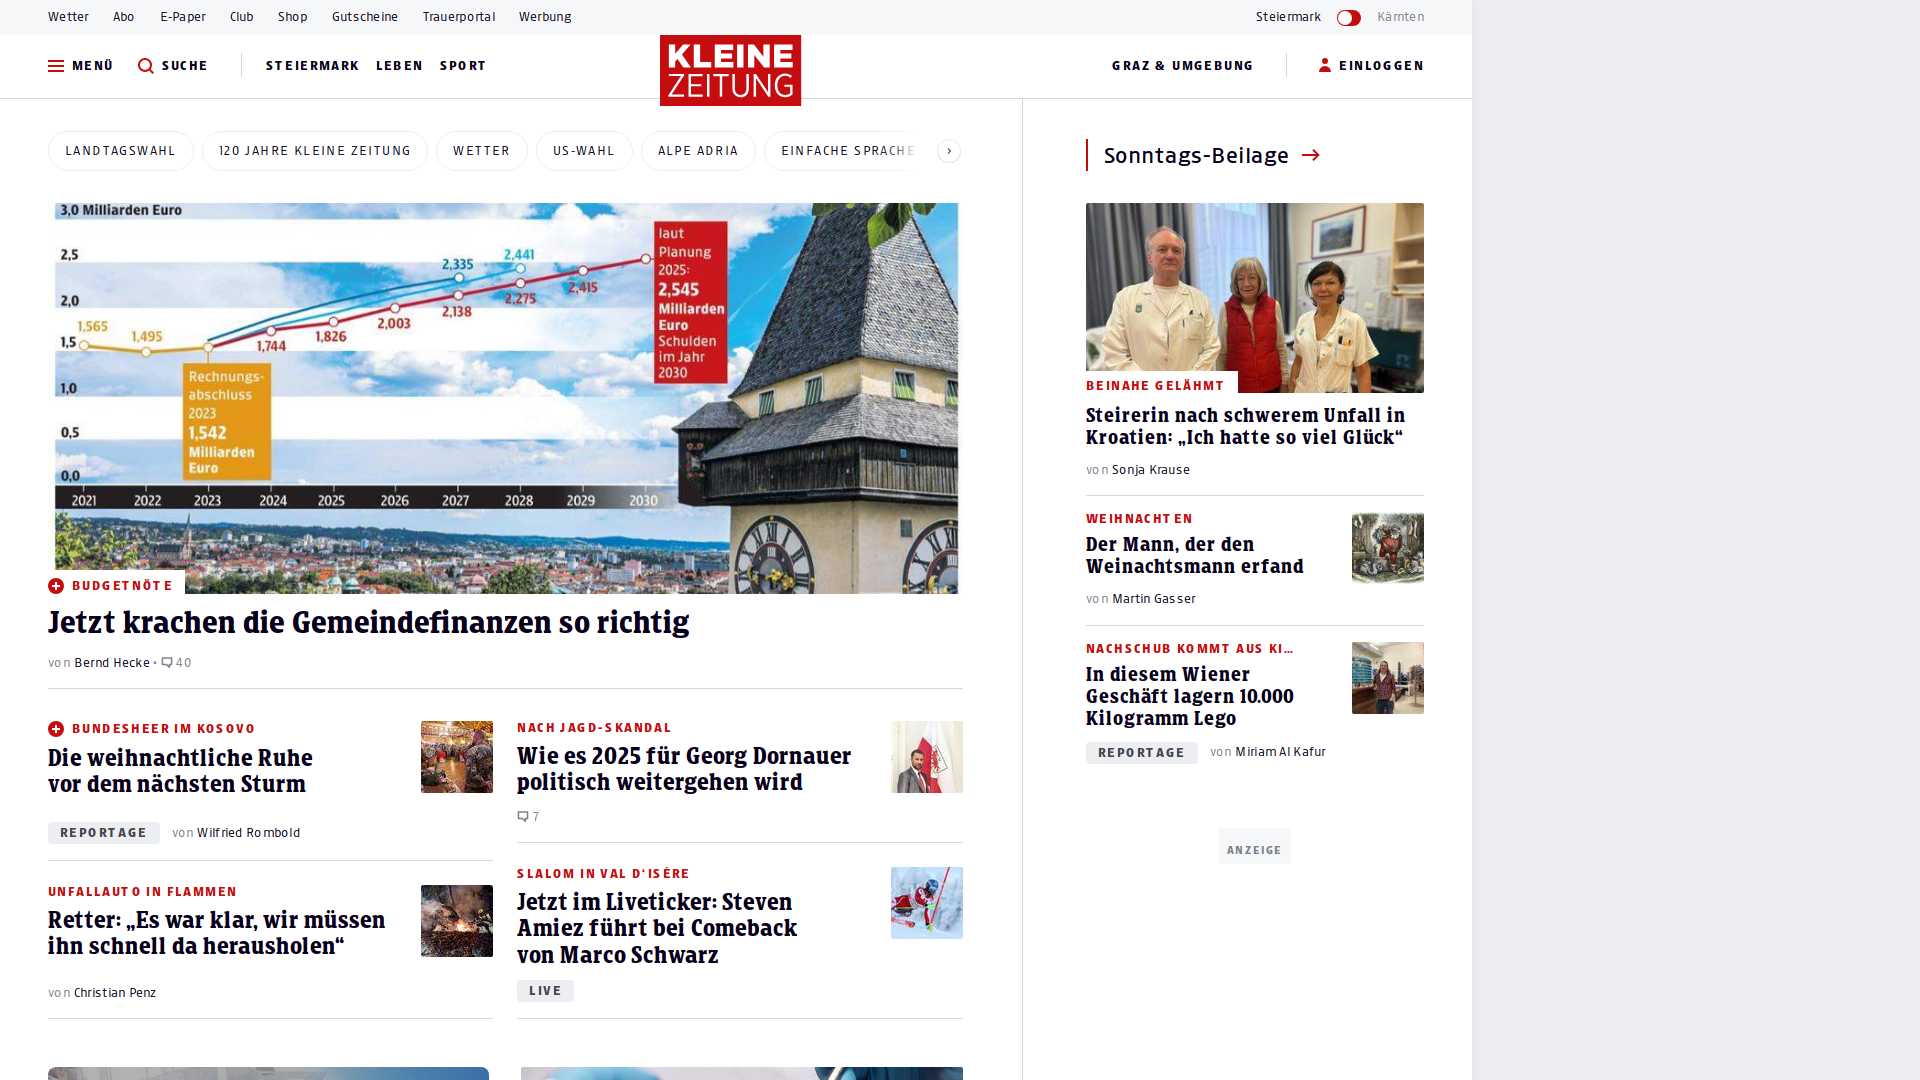 Wetter Abo E-Paper Club Shop Gutscheine Trauerportal Werbung Steiermark Kärnten
MENÜ SUCHE STEIERMARK LEBEN SPORT KLEINE ZEITUNG GRAZ & UMGEBUNG EINLOGGEN
LANDTAGSWAHL 120 JAHRE KLEINE ZEITUNG WETTER US-WAHL ALPE ADRIA EINFACHE SPRACHE
3,0 Milliarden Euro
2,5
2,0
1,5
1,0
0,5
0,0
1,565
1,495
1,744
1,826
2,003
2,138
2,275
2,415
2,335
2,441
Rechnungs-
abschluss
2023
1,542
Milliarden
Euro
laut
Planung
2025:
2,545
Milliarden
Euro
Schulden
im Jahr
2030
2021 2022 2023 2024 2025 2026 2027 2028 2029 2030
BUDGETNÖTE
Jetzt krachen die Gemeindefinanzen so richtig
von Bernd Hecke • 40
BUNDESHEER IM KOSOVO
Die weihnachtliche Ruhe
vor dem nächsten Sturm
REPORTAGE von Wilfried Rombold
UNFALLAUTO IN FLAMMEN
Retter: „Es war klar, wir müssen
ihn schnell da herausholen“
von Christian Penz
NACH JAGD-SKANDAL
Wie es 2025 für Georg Dornauer
politisch weitergehen wird
7
SLALOM IN VAL D'ISÈRE
Jetzt im Liveticker: Steven
Amiez führt bei Comeback
von Marco Schwarz
LIVE
Sonntags-Beilage
BEINAHE GELÄHMT
Steirerin nach schwerem Unfall in
Kroatien: „Ich hatte so viel Glück“
von Sonja Krause
WEIHNACHTEN
Der Mann, der den
Weinachtsmann erfand
von Martin Gasser
NACHSCHUB KOMMT AUS KI...
In diesem Wiener
Geschäft lagern 10.000
Kilogramm Lego
REPORTAGE von Miriam Al Kafur
ANZEIGE